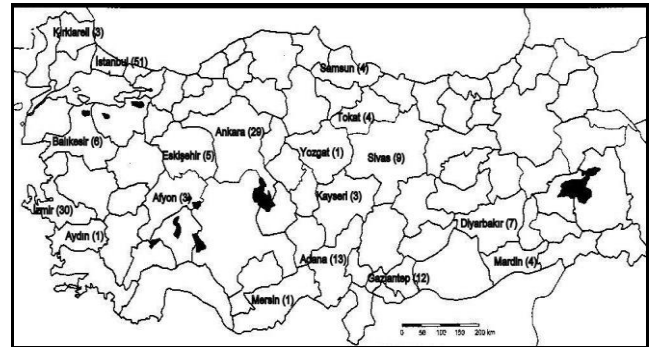 Kırklareli (3)
İstanbul (51)
Samsun (4)
Tokat (4)
Ankara (29)
Balıkesir (6)
Eskişehir (5)
Yozgat (1)
Sivas (9)
Afyon (3)
Kayseri (3)
İzmir (30)
Diyarbakır (7)
Aydın (1)
Adana (13)
Mardin (4)
Gaziantep (12)
Mersin (1)
0 50 100 150 200 km